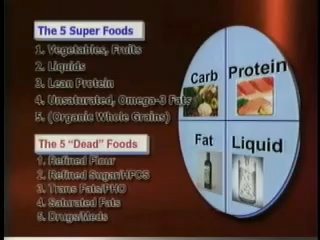 The 5 Super Foods
1. Vegetables, Fruits
2. Liquids
3. Lean Protein
4. Unsaturated, Omega-3 Fats
5. (Organic Whole Grains)
The 5 "Dead" Foods
1. Refined Flour
2. Refined Sugar/HFCS
3. Trans Fats/PHO
4. Saturated Fats
5. Drugs/Meds
Carb
Protein
Fat
Liquid